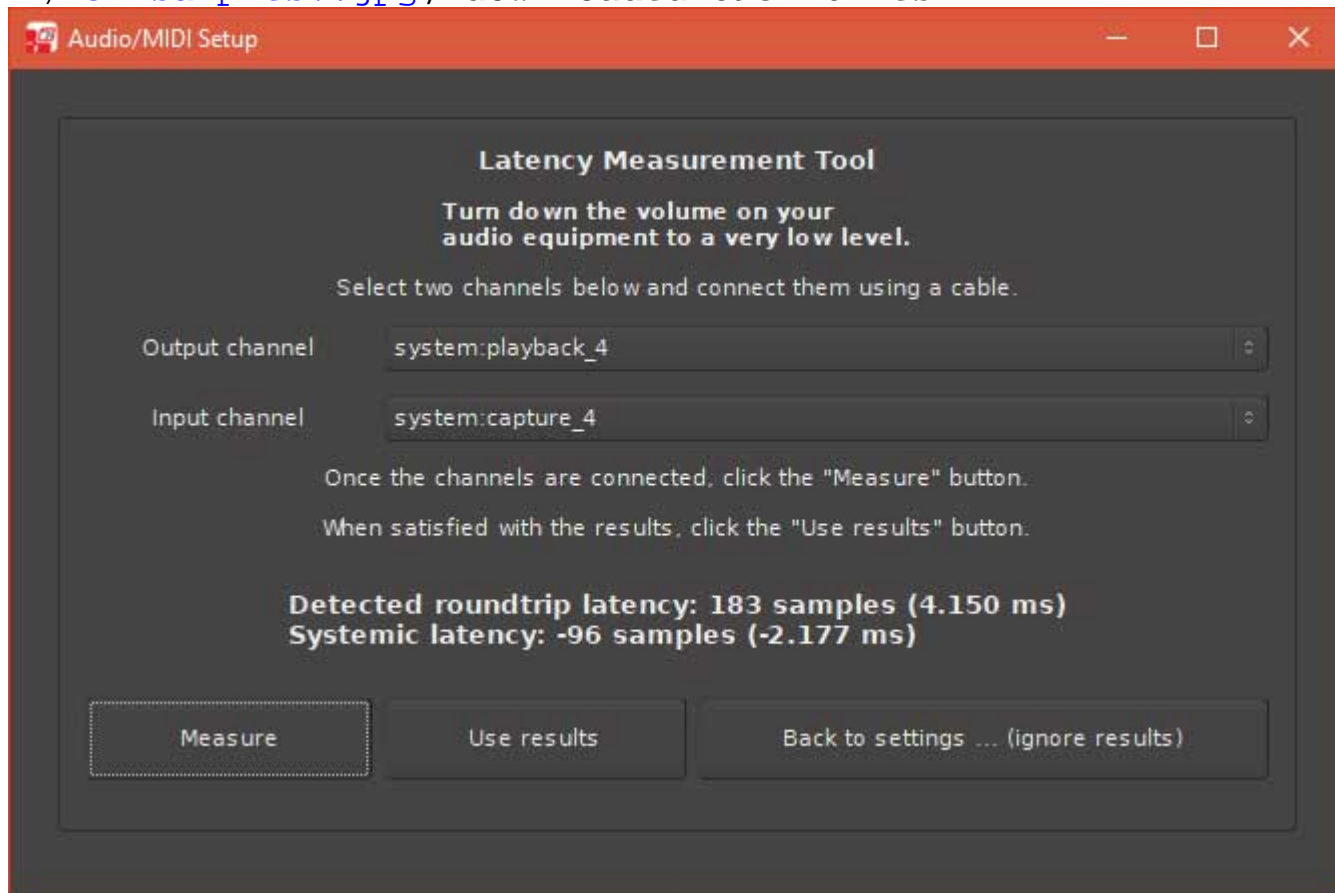 Audio/MIDI Setup
Latency Measurement Tool
Turn down the volume on your
audio equipment to a very low level.
Select two channels below and connect them using a cable.
Output channel system:playback_4
Input channel system:capture_4
Once the channels are connected, click the "Measure" button.
When satisfied with the results, click the "Use results" button.
Detected roundtrip latency: 183 samples (4.150 ms)
Systemic latency: -96 samples (-2.177 ms)
Measure Use results Back to settings ... (ignore results)